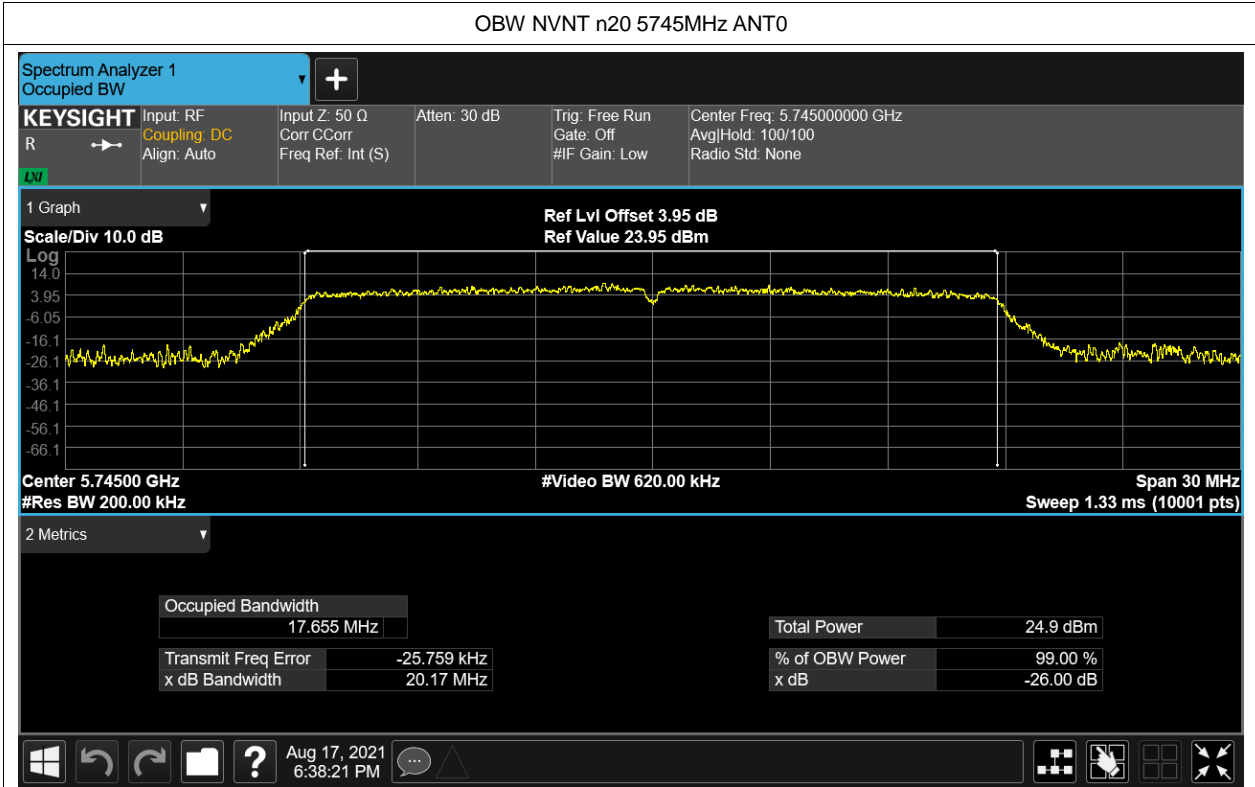 OBW NVNT n20 5745MHz ANT0
Spectrum Analyzer 1
Occupied BW
KEYSIGHT
R
LXI
Input: RF
Coupling: DC
Align: Auto
Input Z: 50 Ω
Corr CCorr
Freq Ref: Int (S)
Atten: 30 dB
Trig: Free Run
Gate: Off
#IF Gain: Low
Center Freq: 5.745000000 GHz
Avg|Hold: 100/100
Radio Std: None
1 Graph
Scale/Div 10.0 dB
Ref Lvl Offset 3.95 dB
Ref Value 23.95 dBm
Log
14.0
3.95
-6.05
-16.1
-26.1
-36.1
-46.1
-56.1
-66.1
Center 5.74500 GHz
#Video BW 620.00 kHz
Span 30 MHz
#Res BW 200.00 kHz
Sweep 1.33 ms (10001 pts)
2 Metrics
Occupied Bandwidth
17.655 MHz
Total Power 24.9 dBm
Transmit Freq Error -25.759 kHz
% of OBW Power 99.00 %
x dB Bandwidth 20.17 MHz
x dB -26.00 dB
?
Aug 17, 2021
6:38:21 PM